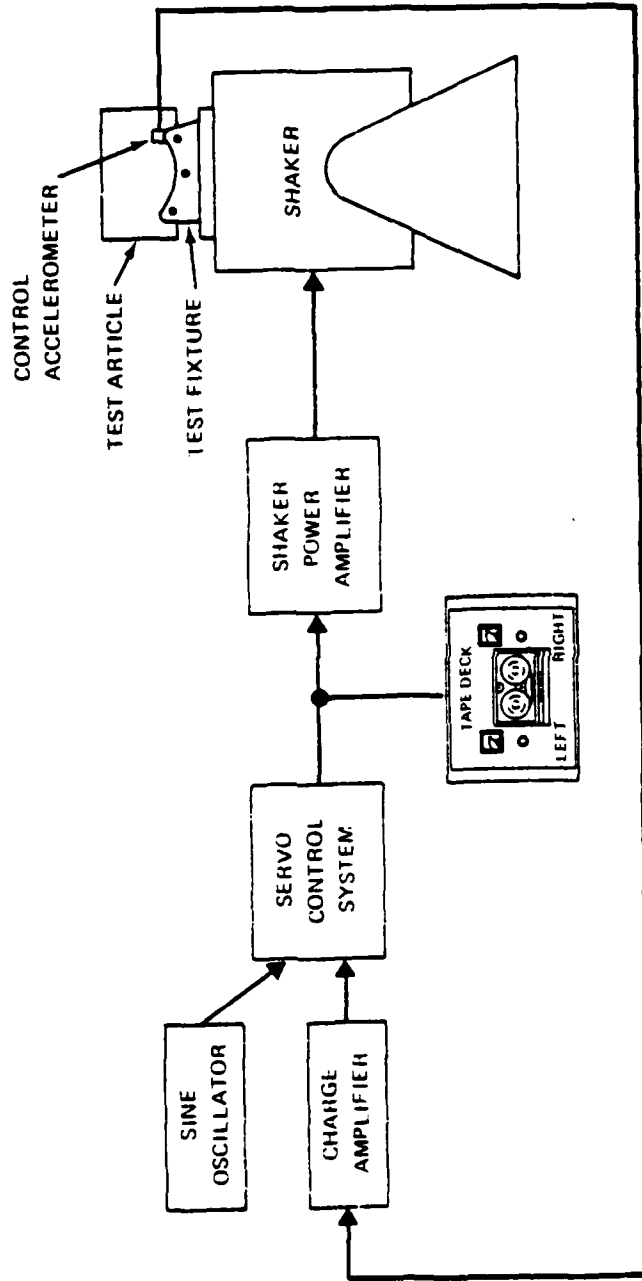 SINE
OSCILLATOR
CHARGE
AMPLIFIER
SERVO
CONTROL
SYSTEM
TAPE DECK
LEFT
RIGHT
SHAKER
POWER
AMPLIFIER
CONTROL
ACCELEROMETER
TEST ARTICLE
TEST FIXTURE
SHAKER